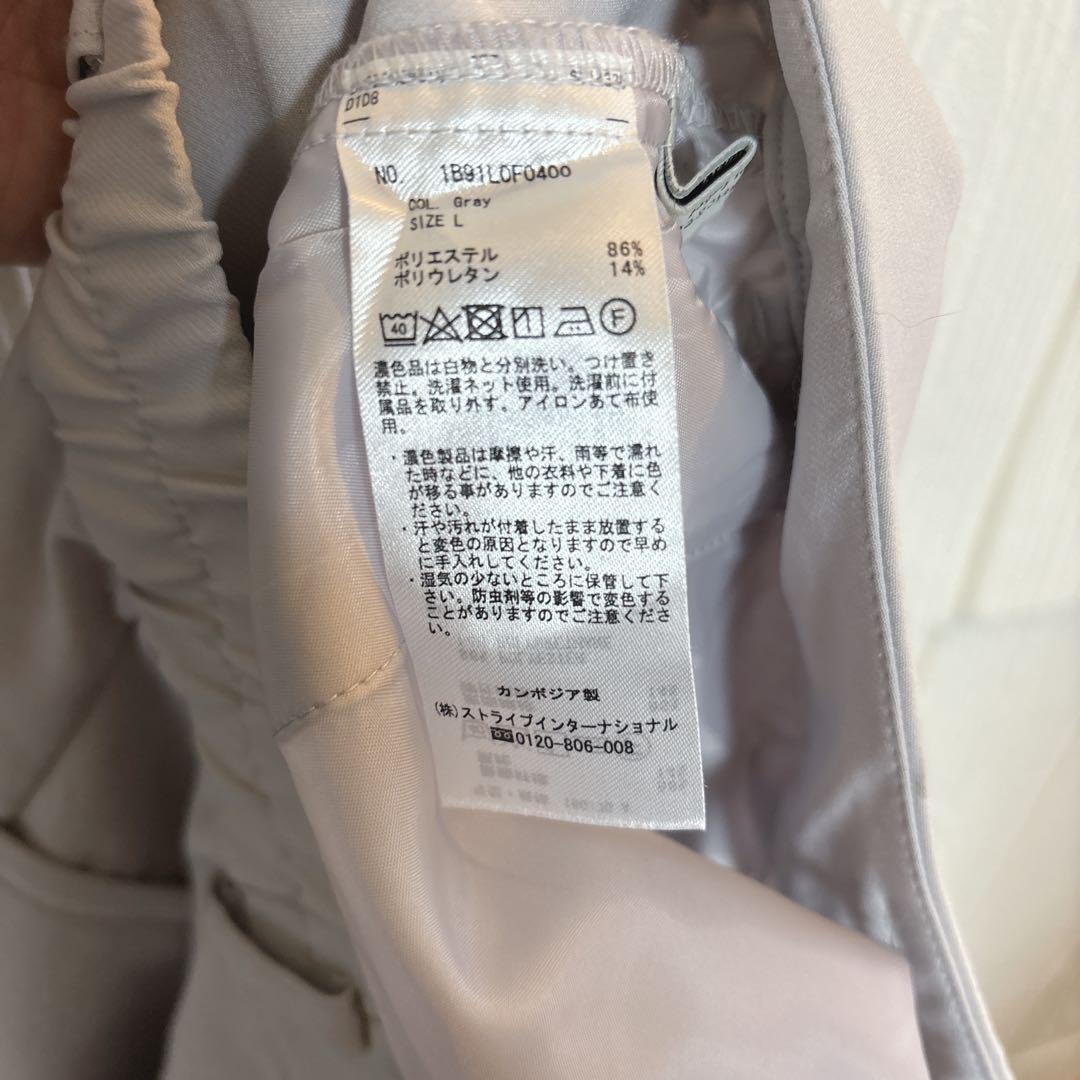 D1D8
NO. 1B91L0F0400
COL. Gray
SIZE L
ポリエステル 86%
ポリウレタン 14%
40
F
濃色品は白物と分別洗い。つけ置き
禁止。洗濯ネット使用。洗濯前に付
属品を取り外す。アイロンあて布使
用。
・濃色製品は摩擦や汗、雨等で濡れ
た時などに、他の衣料や下着に色
が移る事がありますのでご注意く
ださい。
・汗や汚れが付着したまま放置する
と変色の原因となりますので早め
に手入れしてください。
・湿気の少ないところに保管して下
さい。防虫剤等の影響で変色する
ことがありますのでご注意くださ
い。
カンボジア製
(株)ストライプインターナショナル
0120-806-008